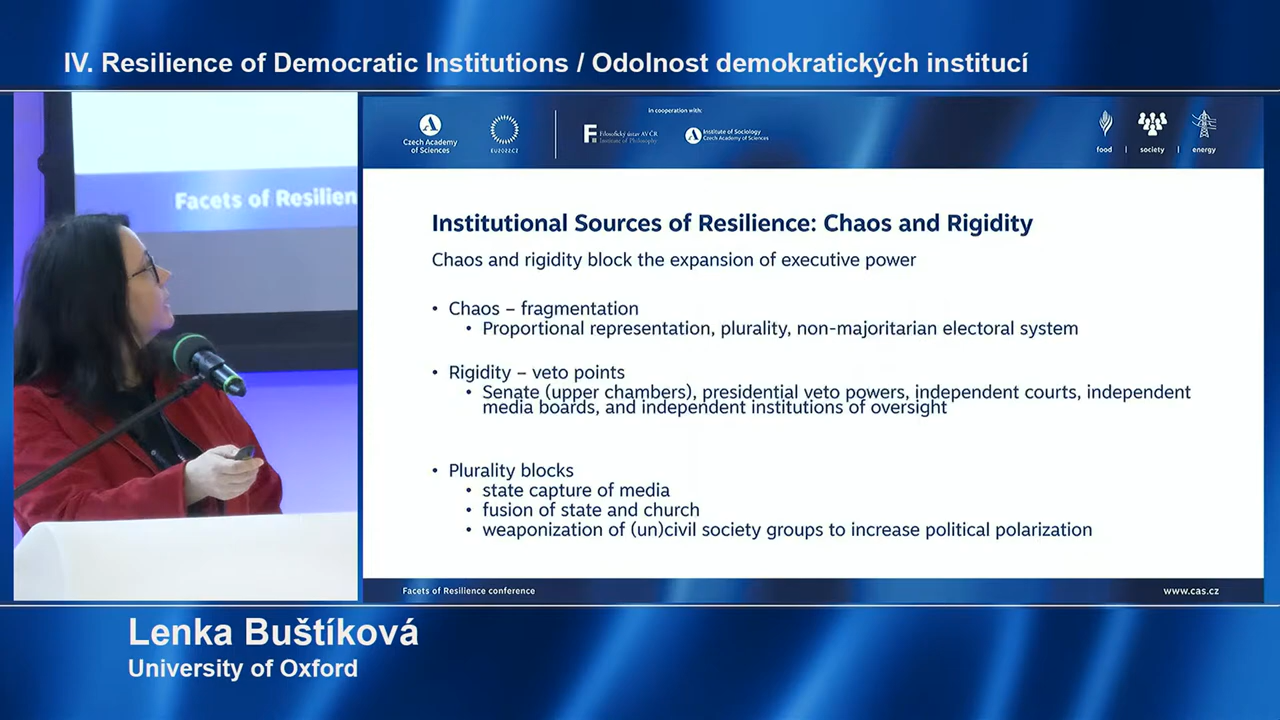 IV. Resilience of Democratic Institutions / Odolnost demokratických institucí
Facets of Resilien
Czech Academy
of Sciences
EU2022.CZ
In cooperation with:
Filosofický ústav AV ČR
Institute of Philosophy
Institute of Sociology
Czech Academy of Sciences
food | society | energy
Institutional Sources of Resilience: Chaos and Rigidity
Chaos and rigidity block the expansion of executive power
• Chaos – fragmentation
• Proportional representation, plurality, non-majoritarian electoral system
• Rigidity – veto points
• Senate (upper chambers), presidential veto powers, independent courts, independent
media boards, and independent institutions of oversight
• Plurality blocks
• state capture of media
• fusion of state and church
• weaponization of (un)civil society groups to increase political polarization
Facets of Resilience conference
www.cas.cz
Lenka Buštíková
University of Oxford